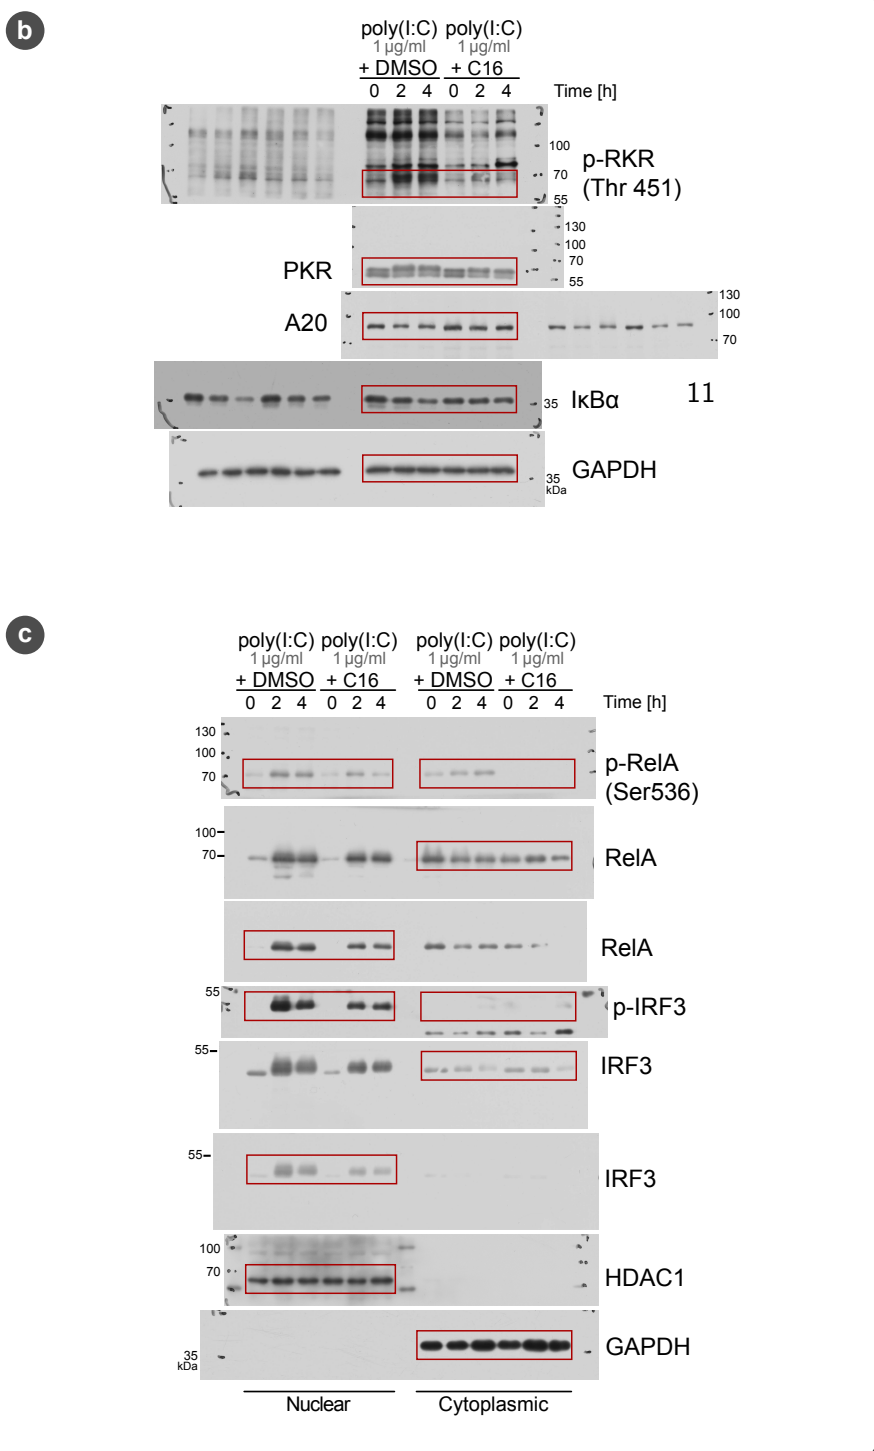 b
poly(I:C) poly(I:C)
1 µg/ml 1 µg/ml
+ DMSO + C16
0 2 4 0 2 4 Time [h]
100
70
55
p-RKR
(Thr 451)
130
100
70
55
PKR
130
100
70
A20
35 IκBα
11
35
kDa
GAPDH
c
poly(I:C) poly(I:C) poly(I:C) poly(I:C)
1 µg/ml 1 µg/ml 1 µg/ml 1 µg/ml
+ DMSO + C16 + DMSO + C16
0 2 4 0 2 4 0 2 4 0 2 4 Time [h]
130
100
70
p-RelA
(Ser536)
100
70
RelA
RelA
55
p-IRF3
55
IRF3
55
IRF3
100
70
HDAC1
35
kDa
GAPDH
Nuclear Cytoplasmic